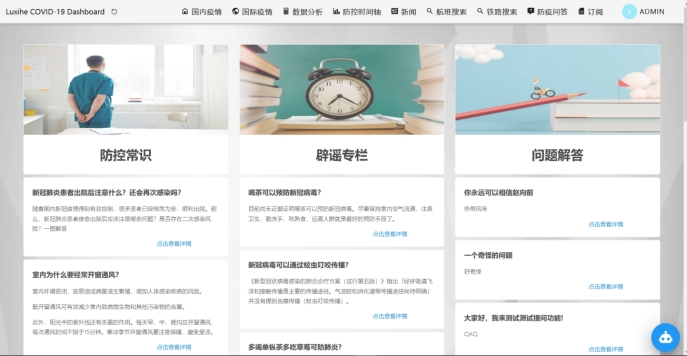 Luxihe COVID-19 Dashboard
国内疫情
国际疫情
数据分析
防控时间轴
新闻
航班搜索
铁路搜索
防疫问答
订阅
ADMIN
防控常识
辟谣专栏
问题解答
新冠肺炎患者出院后注意什么？还会再次感染吗？
随着国内新冠疫情得到有效控制，很多患者已经转危为安、顺利出院。那
么，新冠肺炎患者痊愈出院后应该注意哪些问题？是否存在二次感染风
险？一图解答
点击查看详情
室内为什么要经常开窗通风？
室内环境密闭，容易造成病菌滋生繁殖，增加人体感染疾病的风险。
勤开窗通风可有效减少室内致病微生物和其他污染物的含量。
此外，阳光中的紫外线还有杀菌的作用。每天早、中、晚均应开窗通风，
每次通风时间不短于15分钟。寒冷季节开窗通风要注意保暖，避免受凉。
点击查看详情
喝茶可以预防新冠病毒？
目前尚无证据证明喝茶可以预防新冠病毒。尽量保持室内空气流通、注意
卫生、勤洗手、吃熟食、远离人群就是最好的预防手段了。
点击查看详情
新冠病毒可以通过蚊虫叮咬传播？
《新型冠状病毒感染的肺炎诊疗方案（试行第五版）》指出「经呼吸道飞
沫和接触传播是主要的传播途径。气溶胶和消化道等传播途径尚待明确」
并没有提到虫媒传播（蚊虫叮咬传播）。
点击查看详情
多喝单枞茶多吃草莓可防肺炎？
你永远可以相信赵向前
热带风味
点击查看详情
一个奇怪的问题
好奇怪
点击查看详情
大家好，我来测试测试提问功能！
QAQ
点击查看详情